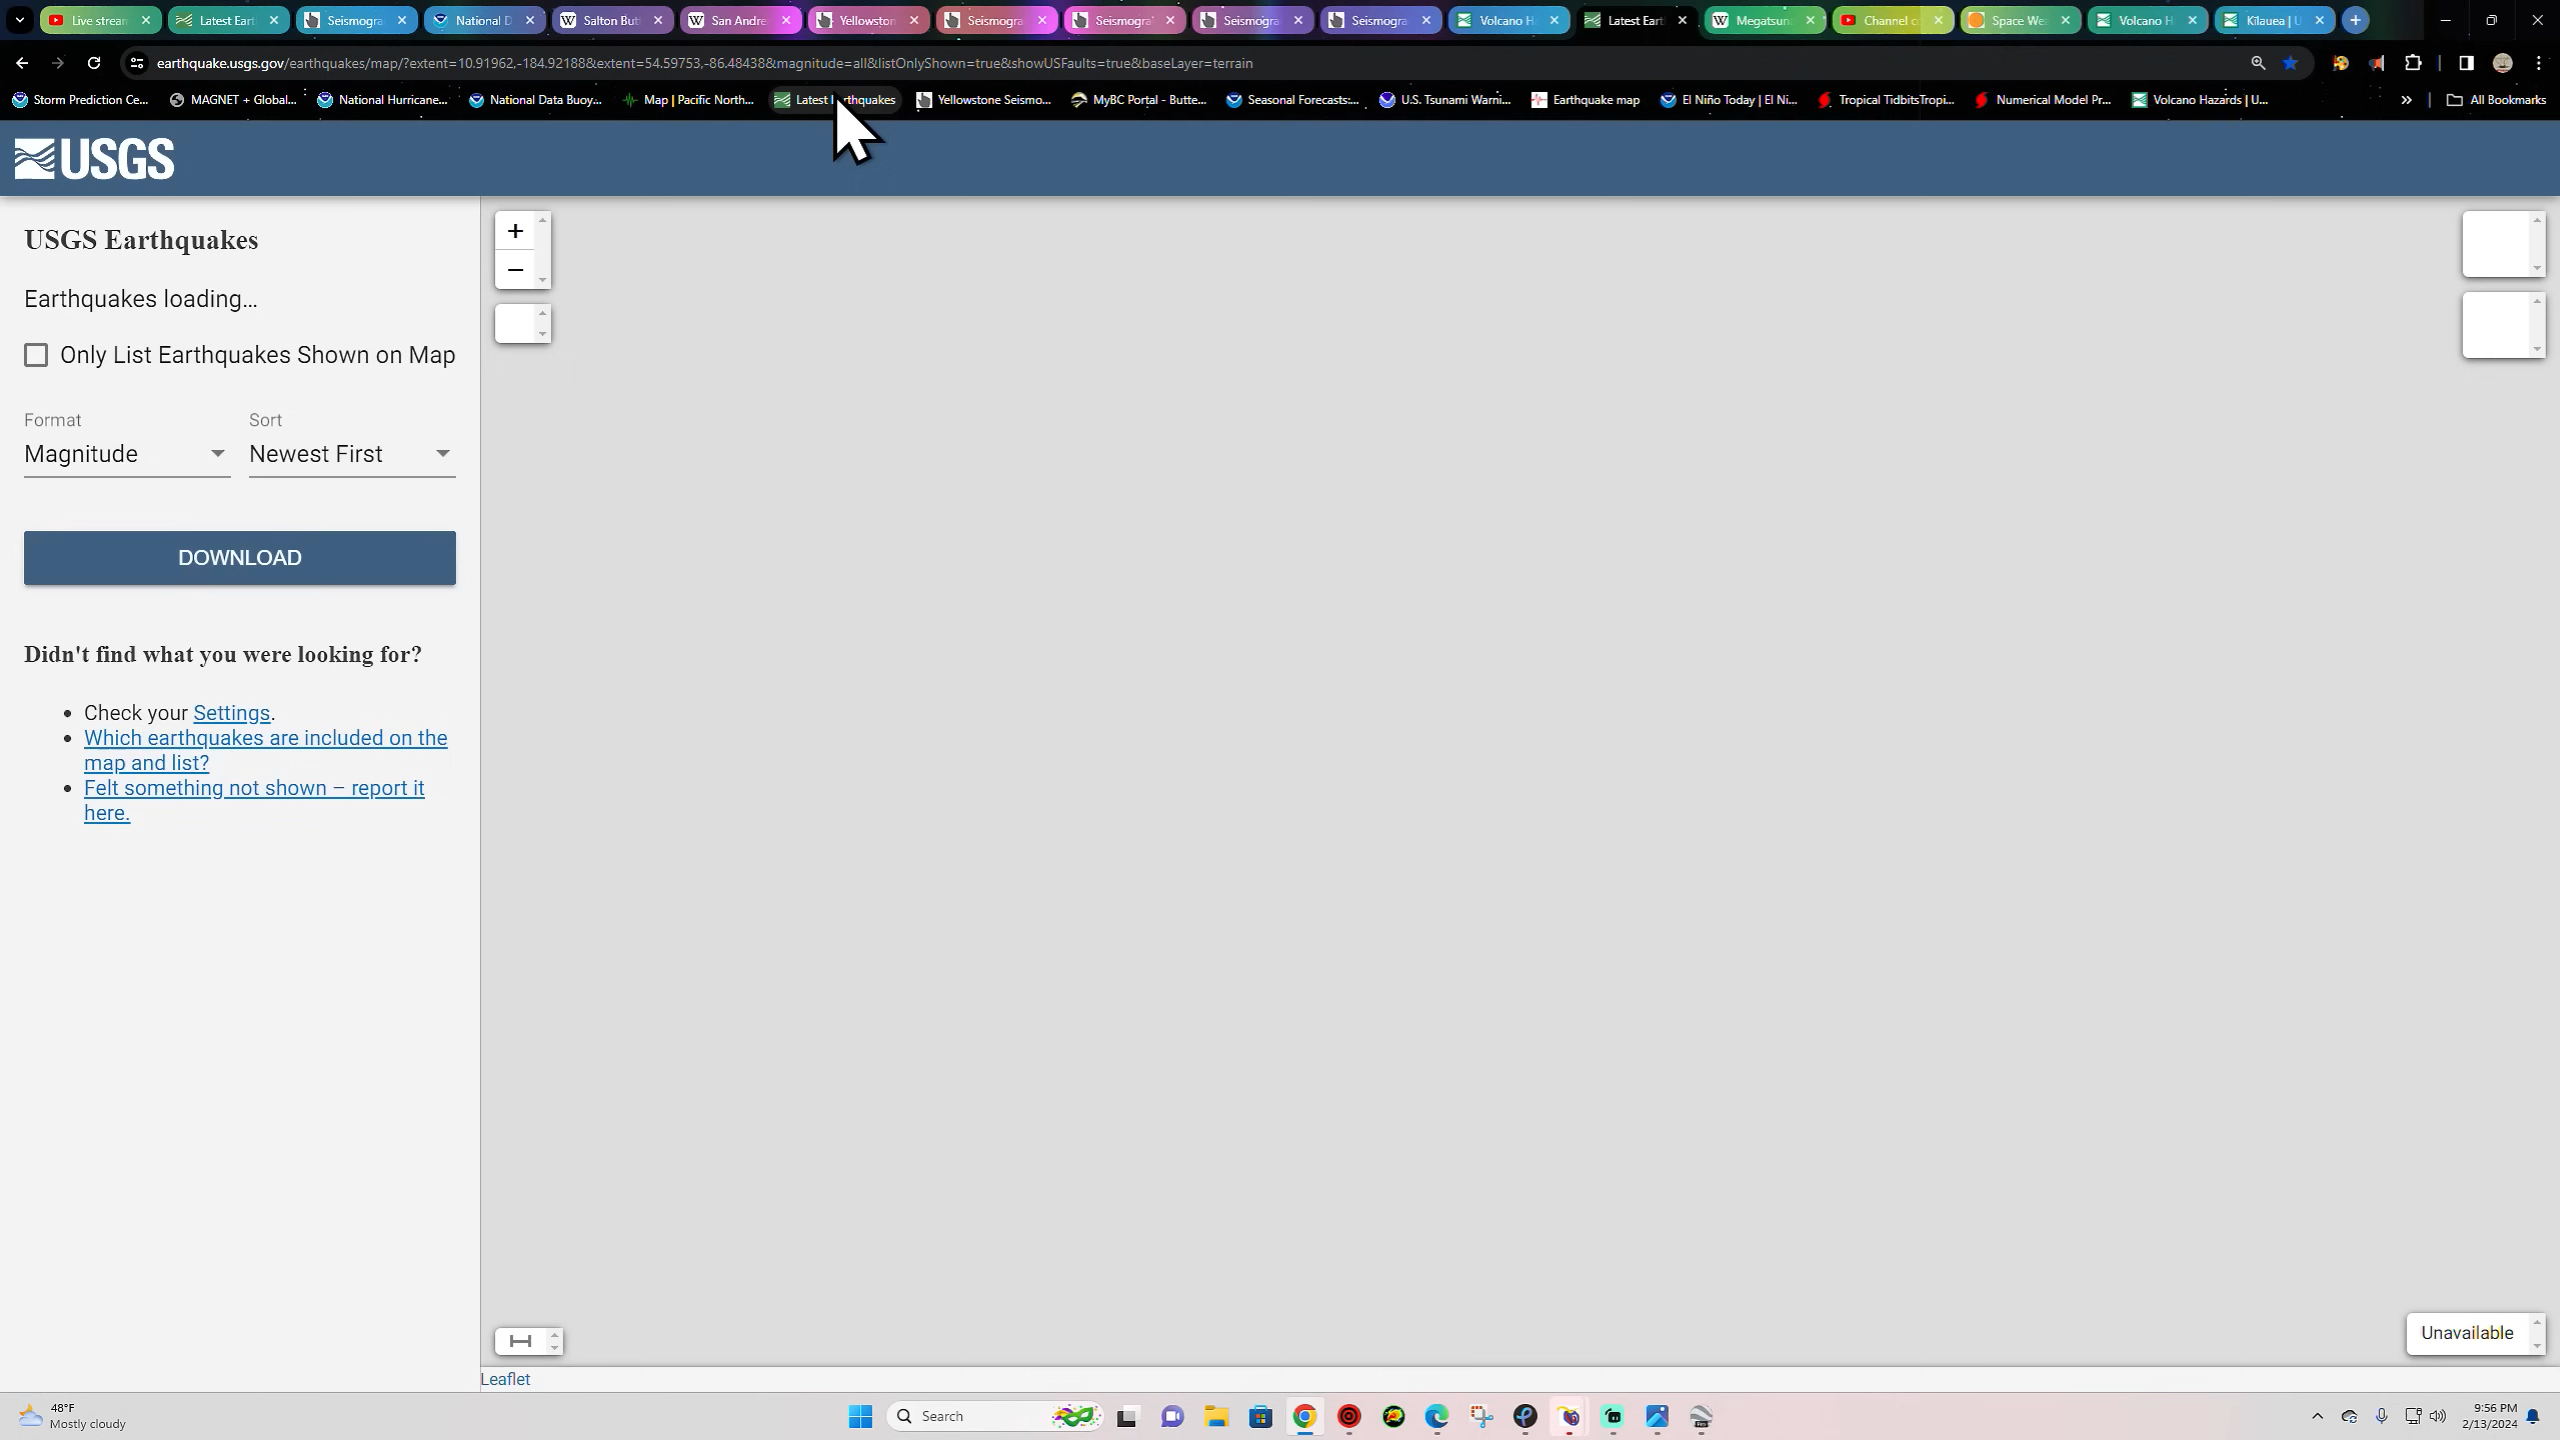 Live stream
Latest Eart
Seismogra
National D
Salton Butt
San Andre
Yellowston
Seismogra
Seismogra
Seismogra
Seismogra
Volcano H
Latest Eart
Megatsuna
Channel c
Space We
Volcano H
Kilauea | U
earthquake.usgs.gov/earthquakes/map/?extent=10.91962,-184.92188&extent=54.59753,-86.48438&magnitude=all&listOnlyShown=true&showUSFaults=true&baseLayer=terrain
Storm Prediction Ce...
MAGNET + Global...
National Hurricane...
National Data Buoy...
Map | Pacific North...
Latest Earthquakes
Yellowstone Seismo...
MyBC Portal - Butte...
Seasonal Forecasts:...
U.S. Tsunami Warni...
Earthquake map
El Niño Today | El Ni...
Tropical TidbitsTropi...
Numerical Model Pr...
Volcano Hazards | U...
All Bookmarks
USGS
USGS Earthquakes
Earthquakes loading...
Only List Earthquakes Shown on Map
Format
Sort
Magnitude
Newest First
DOWNLOAD
Didn't find what you were looking for?
Check your Settings.
Which earthquakes are included on the
map and list?
Felt something not shown – report it
here.
Unavailable
Leaflet
48°F
Mostly cloudy
Search
9:56 PM
2/13/2024